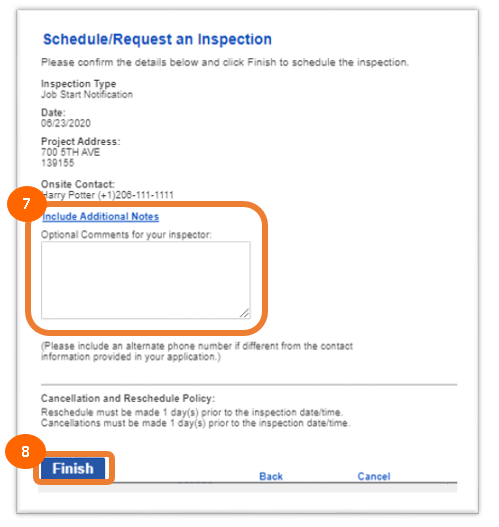 Schedule/Request an Inspection
Please confirm the details below and click Finish to schedule the inspection.
Inspection Type
Job Start Notification
Date:
06/23/2020
Project Address:
700 5TH AVE
139155
Onsite Contact:
Harry Potter (+1)206-111-1111
7
Include Additional Notes
Optional Comments for your inspector:
(Please include an alternate phone number if different from the contact
information provided in your application.)
Cancellation and Reschedule Policy:
Reschedule must be made 1 day(s) prior to the inspection date/time.
Cancellations must be made 1 day(s) prior to the inspection date/time.
8
Finish
Back
Cancel